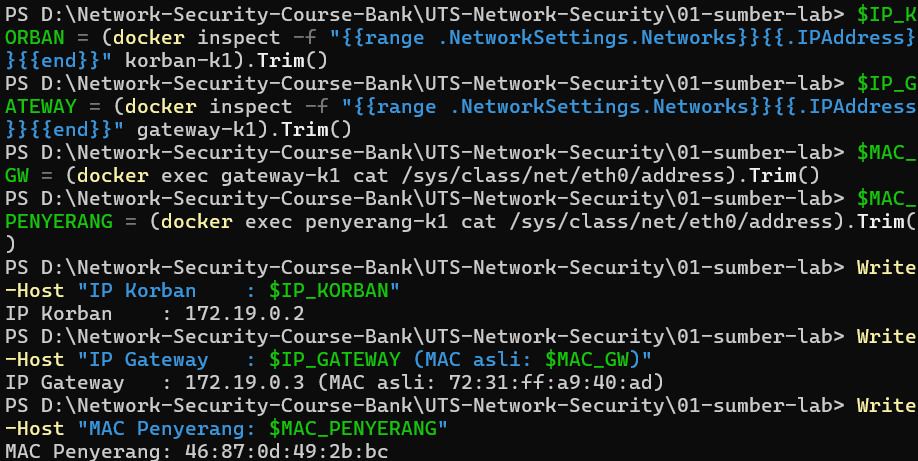 PS D:\Network-Security-Course-Bank\UTS-Network-Security\01-sumber-lab> $IP_K
ORBAN = (docker inspect -f "{{range .NetworkSettings.Networks}}{{.IPAddress}
}{{end}}" korban-k1).Trim()
PS D:\Network-Security-Course-Bank\UTS-Network-Security\01-sumber-lab> $IP_G
ATEWAY = (docker inspect -f "{{range .NetworkSettings.Networks}}{{.IPAddress
}}{{end}}" gateway-k1).Trim()
PS D:\Network-Security-Course-Bank\UTS-Network-Security\01-sumber-lab> $MAC_
GW = (docker exec gateway-k1 cat /sys/class/net/eth0/address).Trim()
PS D:\Network-Security-Course-Bank\UTS-Network-Security\01-sumber-lab> $MAC_
PENYERANG = (docker exec penyerang-k1 cat /sys/class/net/eth0/address).Trim(
)
PS D:\Network-Security-Course-Bank\UTS-Network-Security\01-sumber-lab> Write
-Host "IP Korban    : $IP_KORBAN"
IP Korban    : 172.19.0.2
PS D:\Network-Security-Course-Bank\UTS-Network-Security\01-sumber-lab> Write
-Host "IP Gateway   : $IP_GATEWAY (MAC asli: $MAC_GW)"
IP Gateway   : 172.19.0.3 (MAC asli: 72:31:ff:a9:40:ad)
PS D:\Network-Security-Course-Bank\UTS-Network-Security\01-sumber-lab> Write
-Host "MAC Penyerang: $MAC_PENYERANG"
MAC Penyerang: 46:87:0d:49:2b:bc